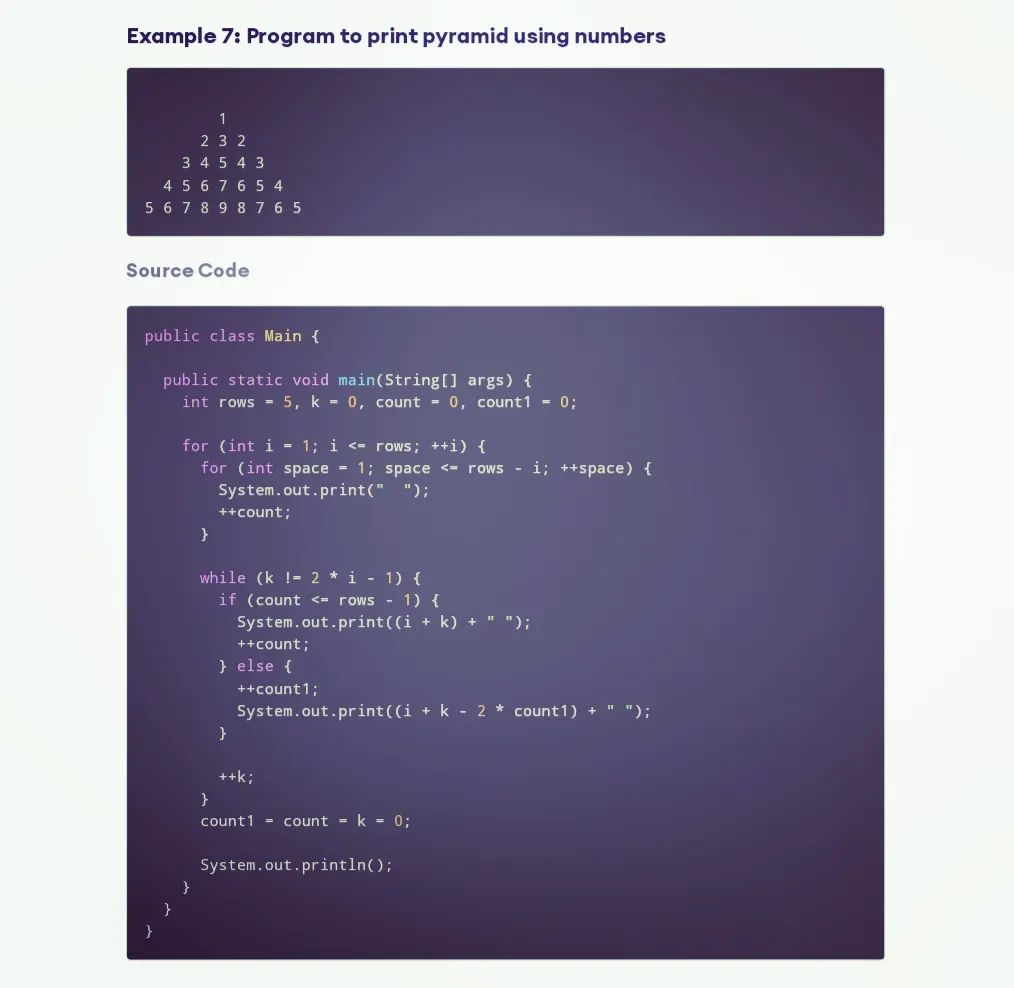 Example 7: Program to print pyramid using numbers
        1
      2 3 2
    3 4 5 4 3
  4 5 6 7 6 5 4
5 6 7 8 9 8 7 6 5
Source Code
public class Main {
  public static void main(String[] args) {
    int rows = 5, k = 0, count = 0, count1 = 0;
    for (int i = 1; i <= rows; ++i) {
      for (int space = 1; space <= rows - i; ++space) {
        System.out.print("  ");
        ++count;
      }
      while (k != 2 * i - 1) {
        if (count <= rows - 1) {
          System.out.print((i + k) + " ");
          ++count;
        } else {
          ++count1;
          System.out.print((i + k - 2 * count1) + " ");
        }
        ++k;
      }
      count1 = count = k = 0;
      System.out.println();
    }
  }
}